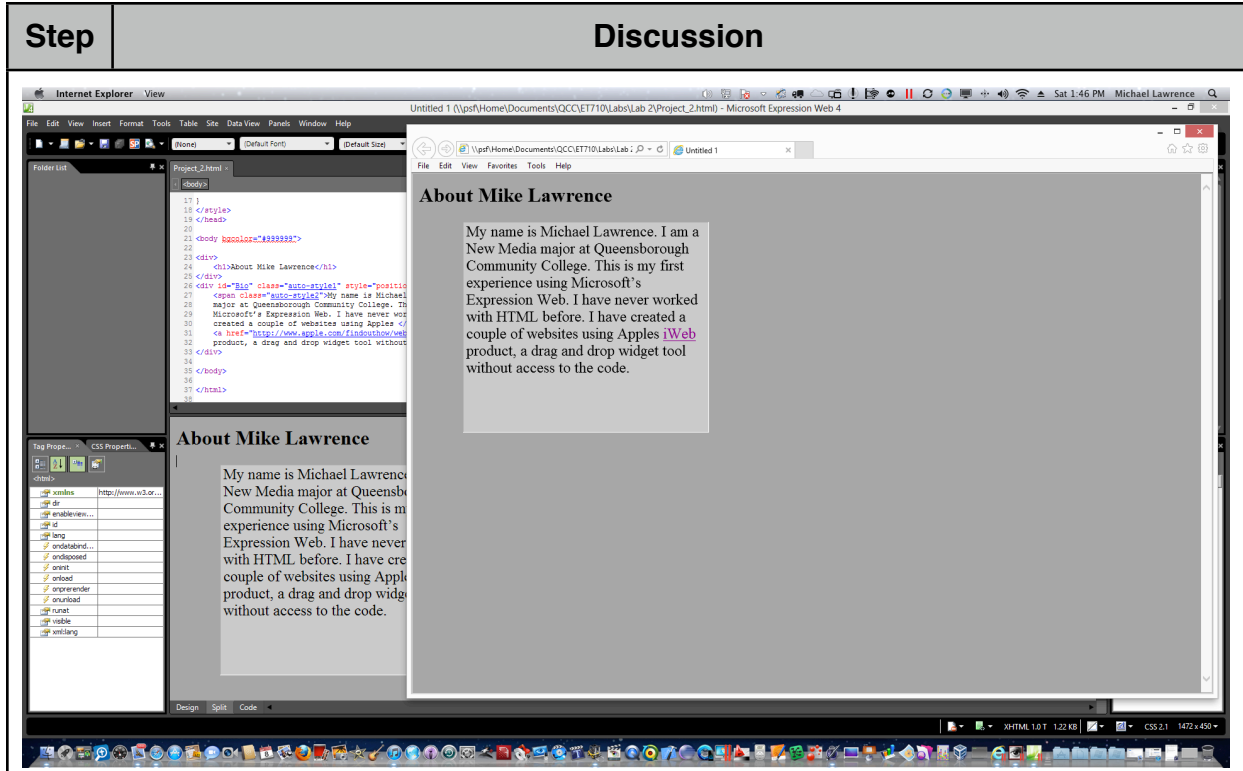 Step
Discussion
Internet Explorer View
Sat 1:46 PM Michael Lawrence
Untitled 1 (\\psf\Home\Documents\QCC\ET710\Labs\Lab 2\Project_2.html) - Microsoft Expression Web 4
File Edit View Insert Format Tools Table Site Data View Panels Window Help
(None) (Default Font) (Default Size)
Folder List
Project_2.html
<body>
17 }
18 </style>
19 </head>
20
21 <body bgcolor="#999999">
22
23 <div>
24 <h1>About Mike Lawrence</h1>
25 </div>
26 <div id="Bio" class="auto-style1" style="positio
27 <span class="auto-style2">My name is Michael
28 major at Queensborough Community College. Th
29 Microsoft's Expression Web. I have never wor
30 created a couple of websites using Apples </
31 <a href="http://www.apple.com/findouthow/web
32 product, a drag and drop widget tool without
33 </div>
34
35 </body>
36
37 </html>
38
About Mike Lawrence
My name is Michael Lawrence
New Media major at Queensbo
Community College. This is m
experience using Microsoft's
Expression Web. I have never
with HTML before. I have cre
couple of websites using Apple
product, a drag and drop widge
without access to the code.
Design Split Code
Tag Prope... CSS Properti...
<html>
xmlns http://www.w3.or...
dir
enableview...
id
lang
ondatabind...
ondisposed
oninit
onload
onprerender
onunload
runat
visible
xml:lang
\\psf\Home\Documents\QCC\ET710\Labs\Lab 2
Untitled 1
File Edit View Favorites Tools Help
About Mike Lawrence
My name is Michael Lawrence. I am a
New Media major at Queensborough
Community College. This is my first
experience using Microsoft's
Expression Web. I have never worked
with HTML before. I have created a
couple of websites using Apples iWeb
product, a drag and drop widget tool
without access to the code.
XHTML 1.0 T 1.22 KB CSS 2.1 1472 x 450